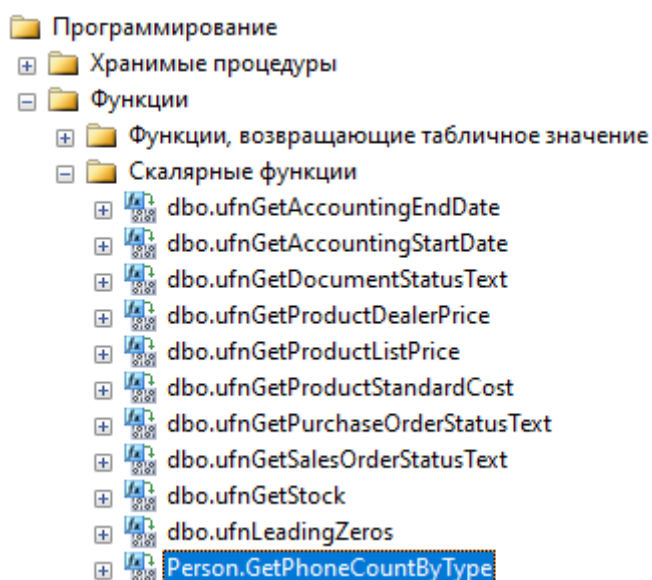 Программирование
Хранимые процедуры
Функции
Функции, возвращающие табличное значение
Скалярные функции
dbo.ufnGetAccountingEndDate
dbo.ufnGetAccountingStartDate
dbo.ufnGetDocumentStatusText
dbo.ufnGetProductDealerPrice
dbo.ufnGetProductListPrice
dbo.ufnGetProductStandardCost
dbo.ufnGetPurchaseOrderStatusText
dbo.ufnGetSalesOrderStatusText
dbo.ufnGetStock
dbo.ufnLeadingZeros
Person.GetPhoneCountByType